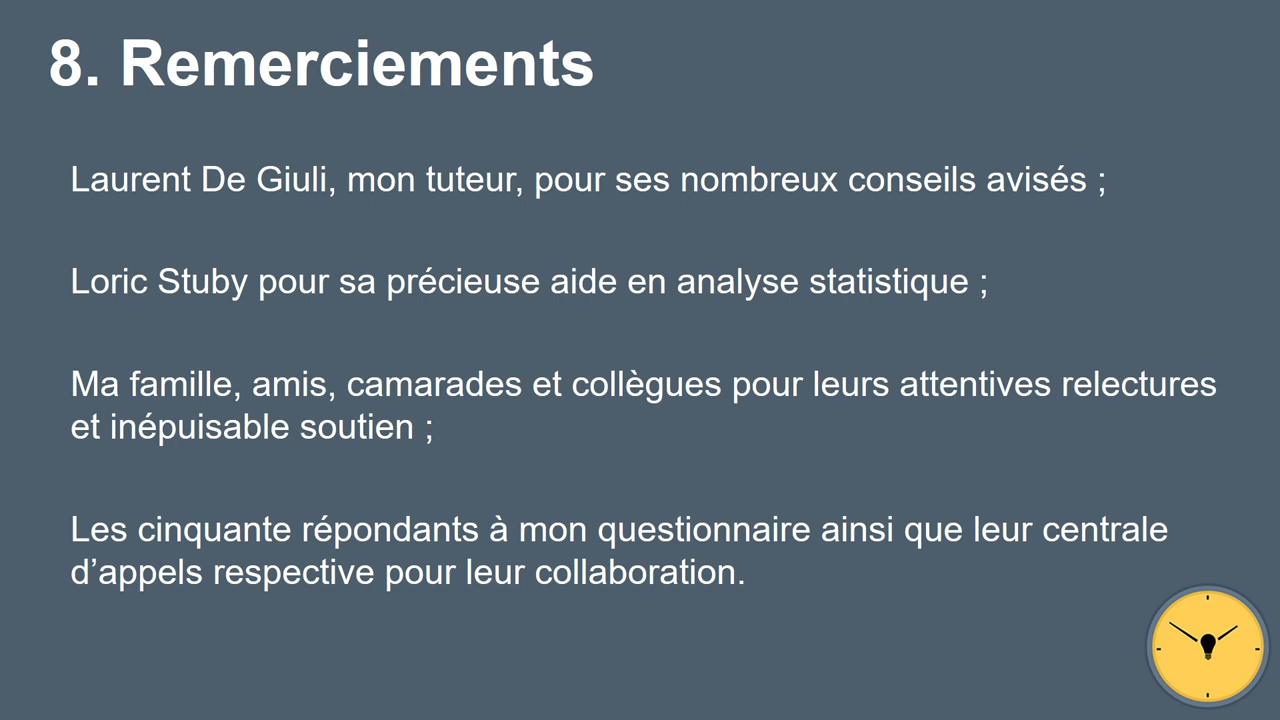 8. Remerciements
Laurent De Giuli, mon tuteur, pour ses nombreux conseils avisés ;
Loric Stuby pour sa précieuse aide en analyse statistique ;
Ma famille, amis, camarades et collègues pour leurs attentives relectures
et inépuisable soutien ;
Les cinquante répondants à mon questionnaire ainsi que leur centrale
d’appels respective pour leur collaboration.